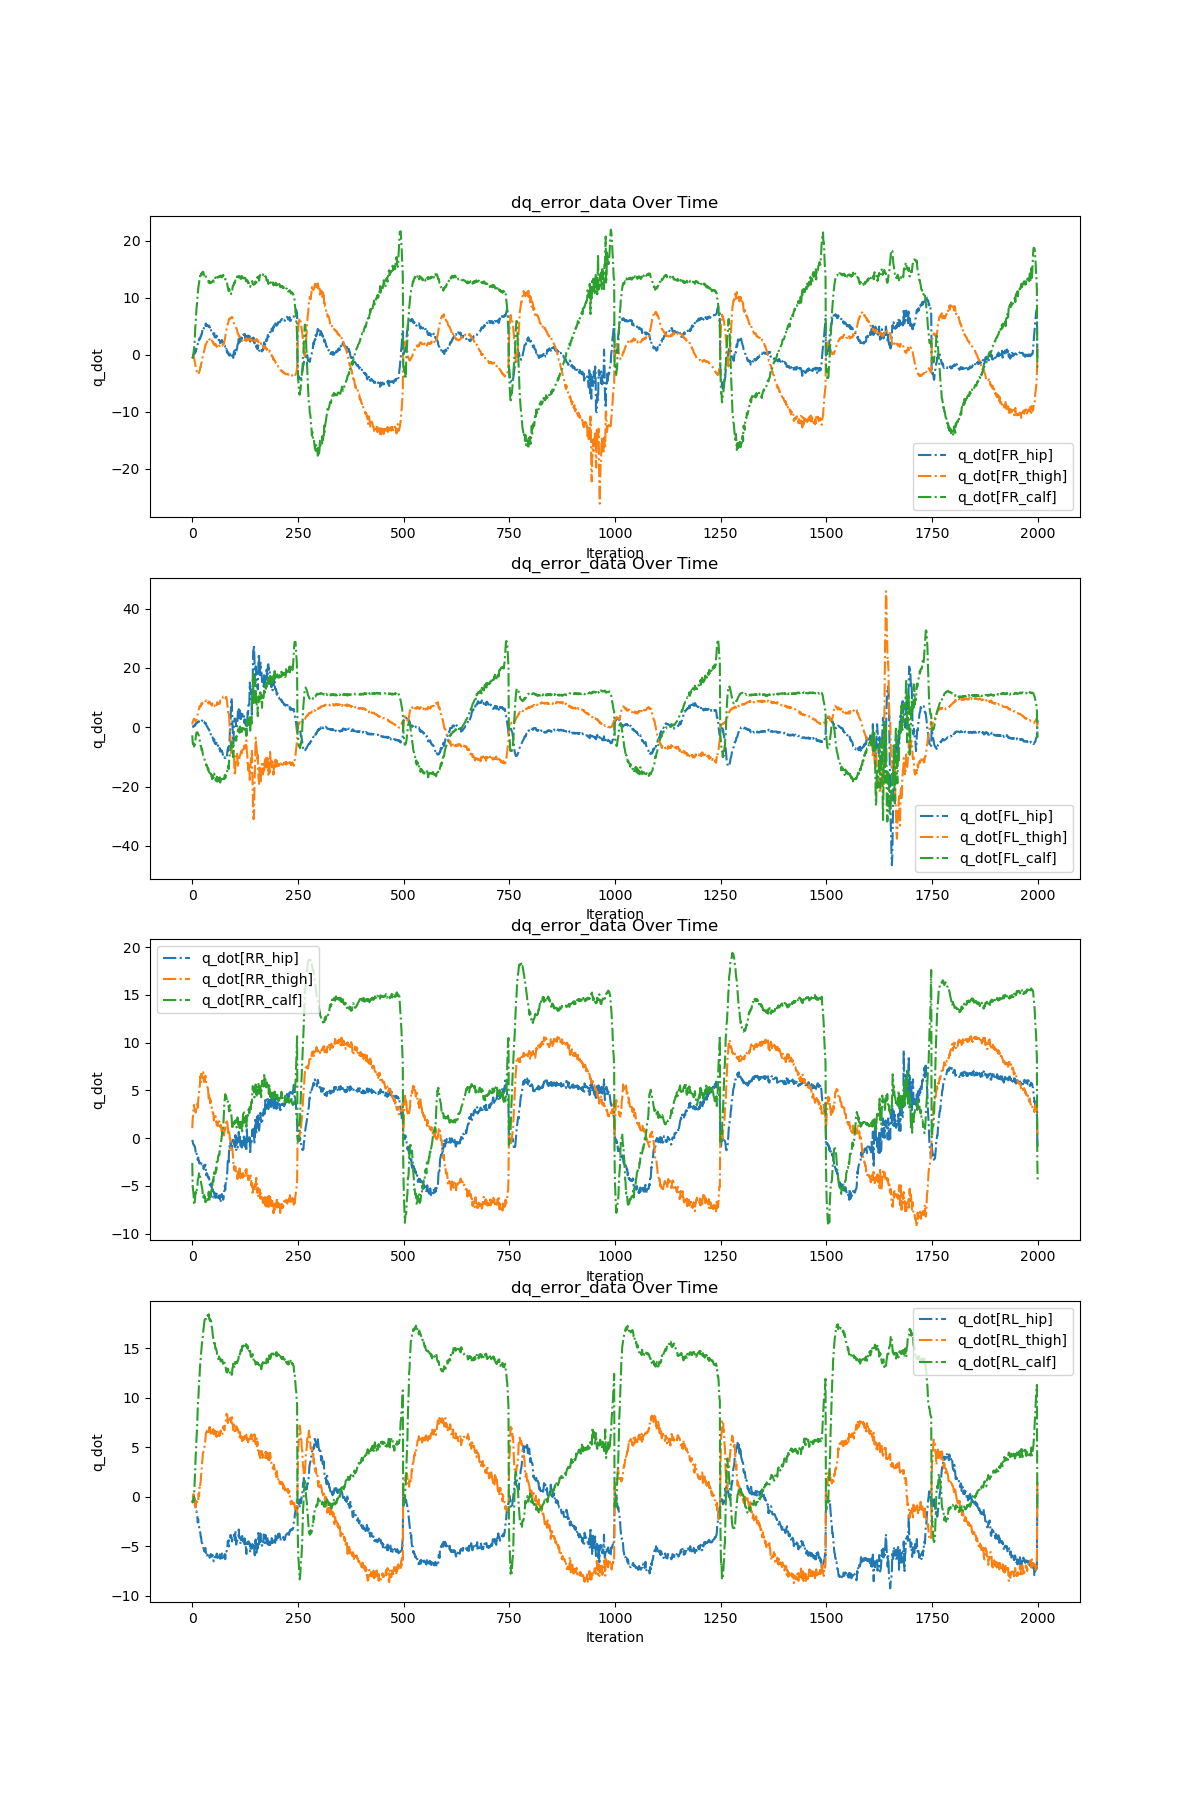 dq_error_data Over Time
20
10
0
−10
−20
q_dot
q_dot[FR_hip]
q_dot[FR_thigh]
q_dot[FR_calf]
0 250 500 750 1000 1250 1500 1750 2000
Iteration
dq_error_data Over Time
40
20
0
−20
−40
q_dot
q_dot[FL_hip]
q_dot[FL_thigh]
q_dot[FL_calf]
0 250 500 750 1000 1250 1500 1750 2000
Iteration
dq_error_data Over Time
20
15
10
5
0
−5
−10
q_dot
q_dot[RR_hip]
q_dot[RR_thigh]
q_dot[RR_calf]
0 250 500 750 1000 1250 1500 1750 2000
Iteration
dq_error_data Over Time
15
10
5
0
−5
−10
q_dot
q_dot[RL_hip]
q_dot[RL_thigh]
q_dot[RL_calf]
0 250 500 750 1000 1250 1500 1750 2000
Iteration